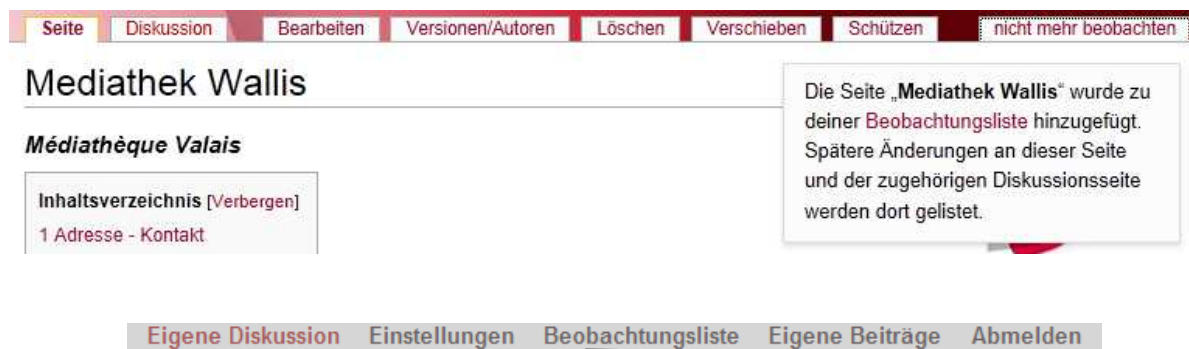 Seite Diskussion Bearbeiten Versionen/Autoren Löschen Verschieben Schützen nicht mehr beobachten
Mediathek Wallis
Médiathèque Valais
Inhaltsverzeichnis [Verbergen]
1 Adresse - Kontakt
Die Seite „Mediathek Wallis“ wurde zu
deiner Beobachtungsliste hinzugefügt.
Spätere Änderungen an dieser Seite
und der zugehörigen Diskussionsseite
werden dort gelistet.
Eigene Diskussion Einstellungen Beobachtungsliste Eigene Beiträge Abmelden